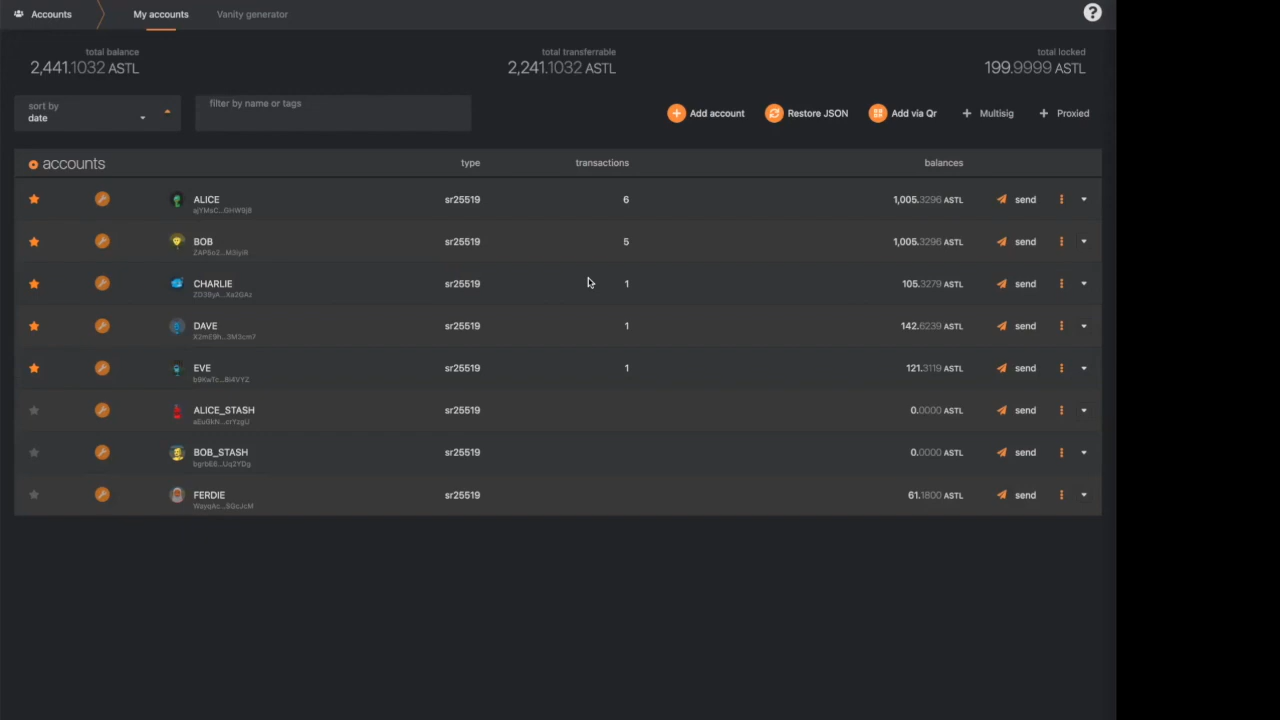 Accounts
My accounts
Vanity generator
?
total balance
2,441.1032 ASTL
total transferrable
2,241.1032 ASTL
total locked
199.9999 ASTL
sort by
date
filter by name or tags
Add account
Restore JSON
Add via Qr
Multisig
Proxied
accounts type transactions balances
ALICE sr25519 6 1,005.3296 ASTL send
BOB sr25519 5 1,005.3296 ASTL send
CHARLIE sr25519 1 105.3279 ASTL send
DAVE sr25519 1 142.6239 ASTL send
EVE sr25519 1 121.3119 ASTL send
ALICE_STASH sr25519 0.0000 ASTL send
BOB_STASH sr25519 0.0000 ASTL send
FERDIE sr25519 61.1800 ASTL send